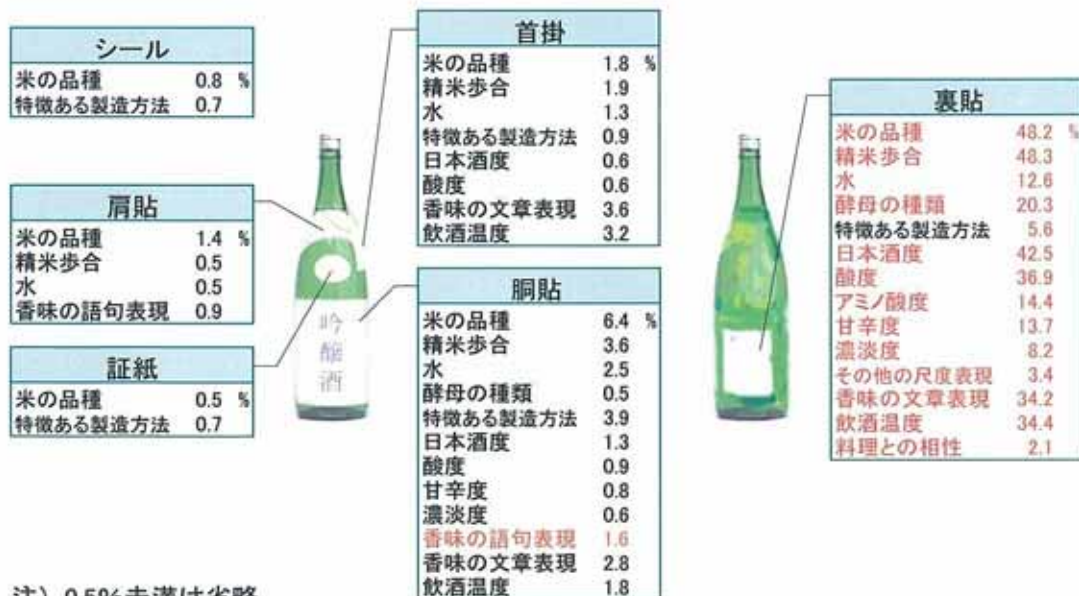 シール
米の品種 0.8 %
特徴ある製造方法 0.7
肩貼
米の品種 1.4 %
精米歩合 0.5
水 0.5
香味の語句表現 0.9
証紙
米の品種 0.5 %
特徴ある製造方法 0.7
首掛
米の品種 1.8 %
精米歩合 1.9
水 1.3
特徴ある製造方法 0.9
日本酒度 0.6
酸度 0.6
香味の文章表現 3.6
飲酒温度 3.2
胴貼
米の品種 6.4 %
精米歩合 3.6
水 2.5
酵母の種類 0.5
特徴ある製造方法 3.9
日本酒度 1.3
酸度 0.9
甘辛度 0.8
濃淡度 0.6
香味の語句表現 1.6
香味の文章表現 2.8
飲酒温度 1.8
吟醸酒
裏貼
米の品種 48.2 %
精米歩合 48.3
水 12.6
酵母の種類 20.3
特徴ある製造方法 5.6
日本酒度 42.5
酸度 36.9
アミノ酸度 14.4
甘辛度 13.7
濃淡度 8.2
その他の尺度表現 3.4
香味の文章表現 34.2
飲酒温度 34.4
料理との相性 2.1
注) 0.5%未満は省略